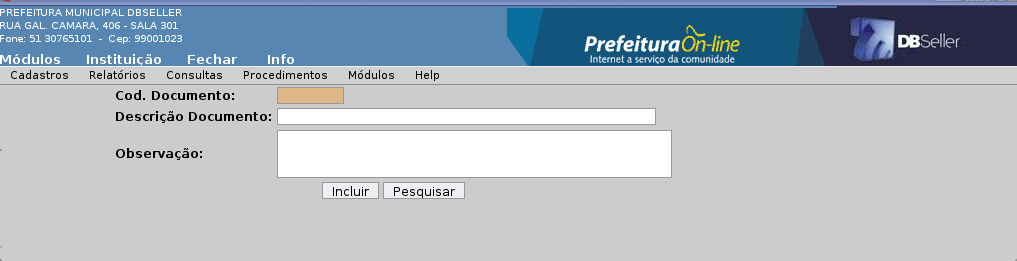 PREFEITURA MUNICIPAL DBSELLER
RUA GAL. CAMARA, 406 - SALA 301
Fone: 51 30765101 - Cep: 99001023
Módulos Instituição Fechar Info
PrefeituraOn-line
Internet a serviço da comunidade
DBSeller
Cadastros Relatórios Consultas Procedimentos Módulos Help
Cod. Documento:
Descrição Documento:
Observação:
Incluir Pesquisar